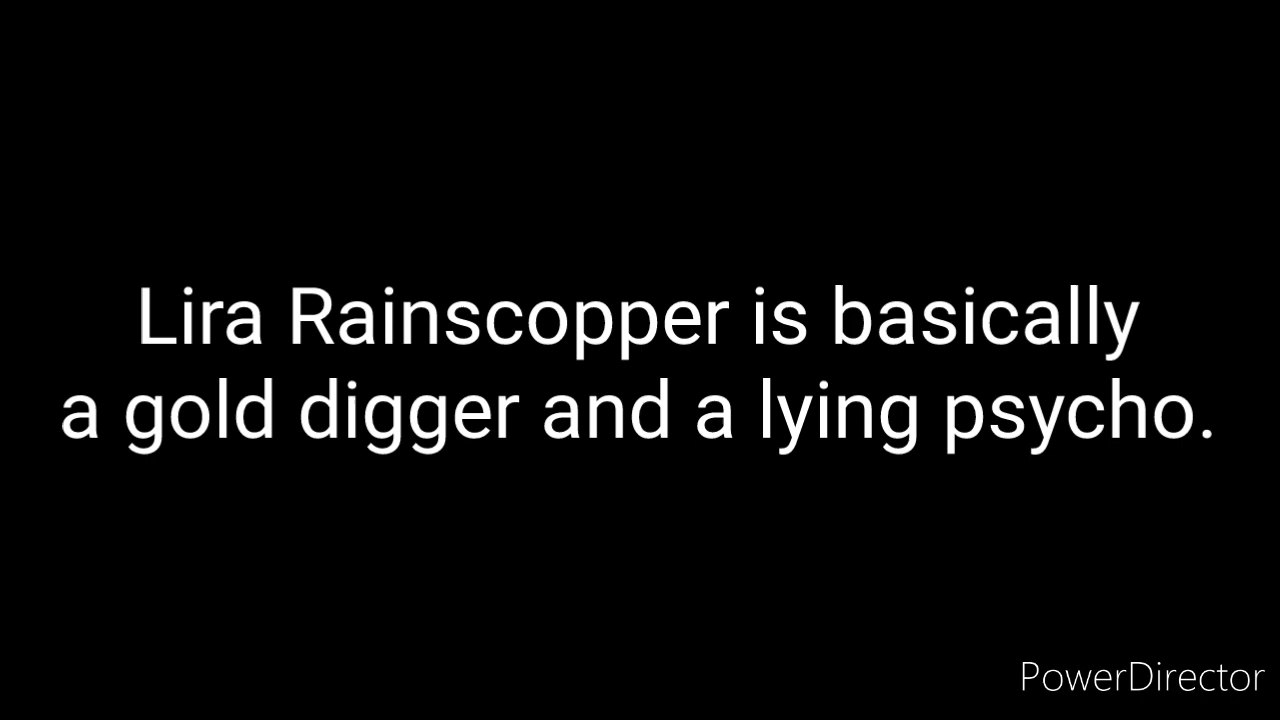 Lira Rainscopper is basically
a gold digger and a lying psycho.
PowerDirector